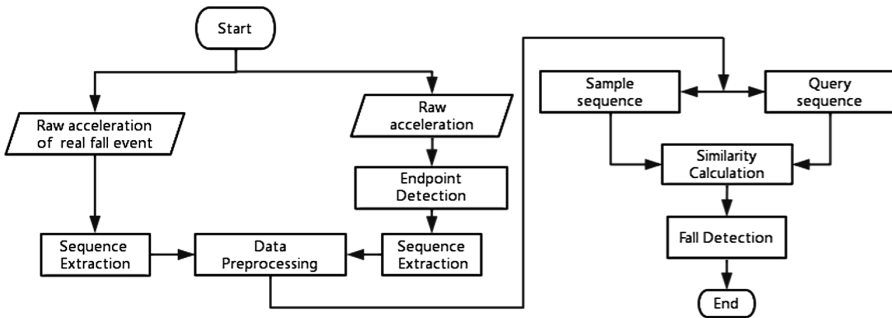 Start
Raw acceleration
of real fall event
Raw
acceleration
Endpoint
Detection
Sequence
Extraction
Data
Preprocessing
Sequence
Extraction
Sample
sequence
Query
sequence
Similarity
Calculation
Fall Detection
End